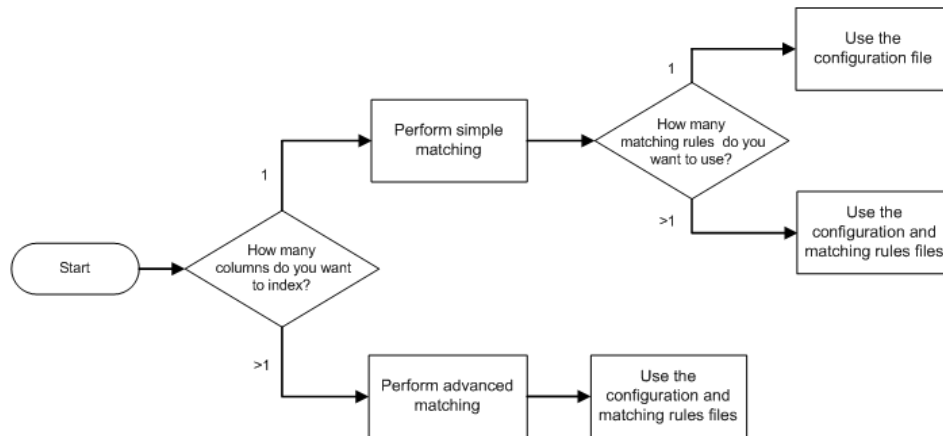 Start
How many
columns do you want
to index?
1
Perform simple
matching
How many
matching rules do you
want to use?
1
Use the
configuration file
>1
Use the
configuration and
matching rules files
>1
Perform advanced
matching
Use the
configuration and
matching rules files